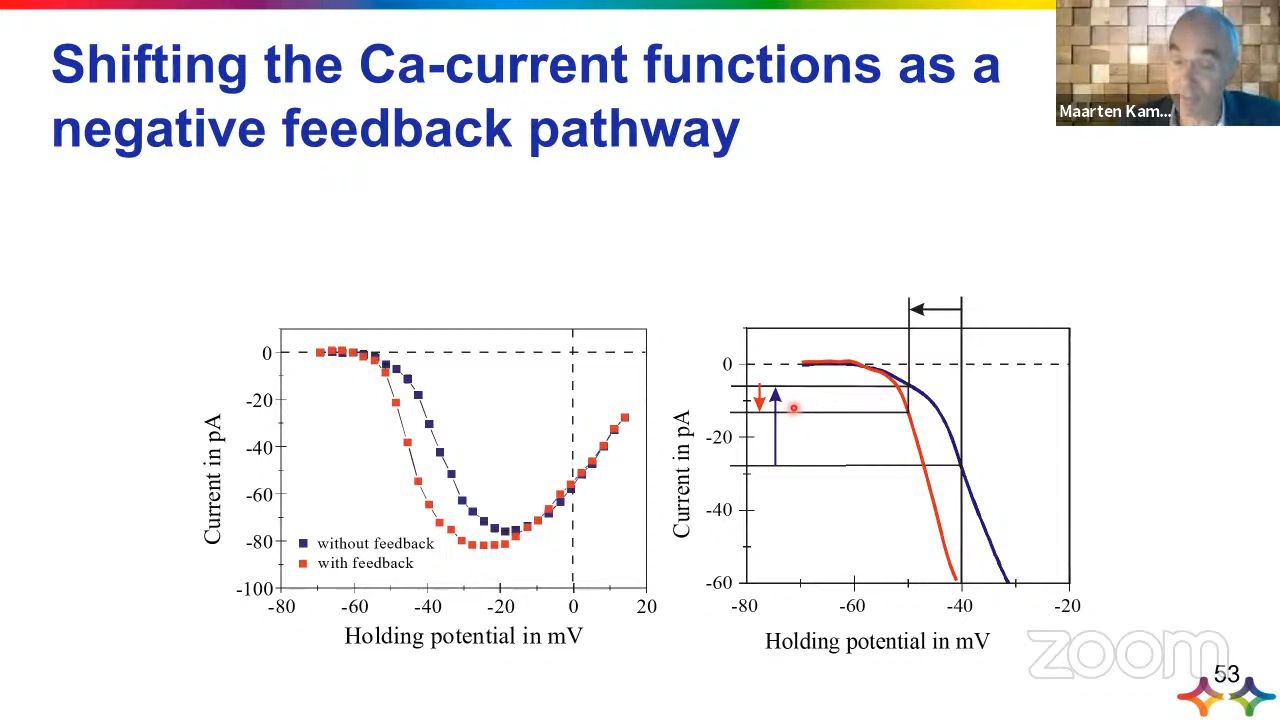 Shifting the Ca-current functions as a
negative feedback pathway
Maarten Kam...
0
-20
-40
-60
-80
-100
-80
-60
-40
-20
0
20
Current in pA
Holding potential in mV
without feedback
with feedback
0
-20
-40
-60
-80
-60
-40
-20
Current in pA
Holding potential in mV
zoom
53